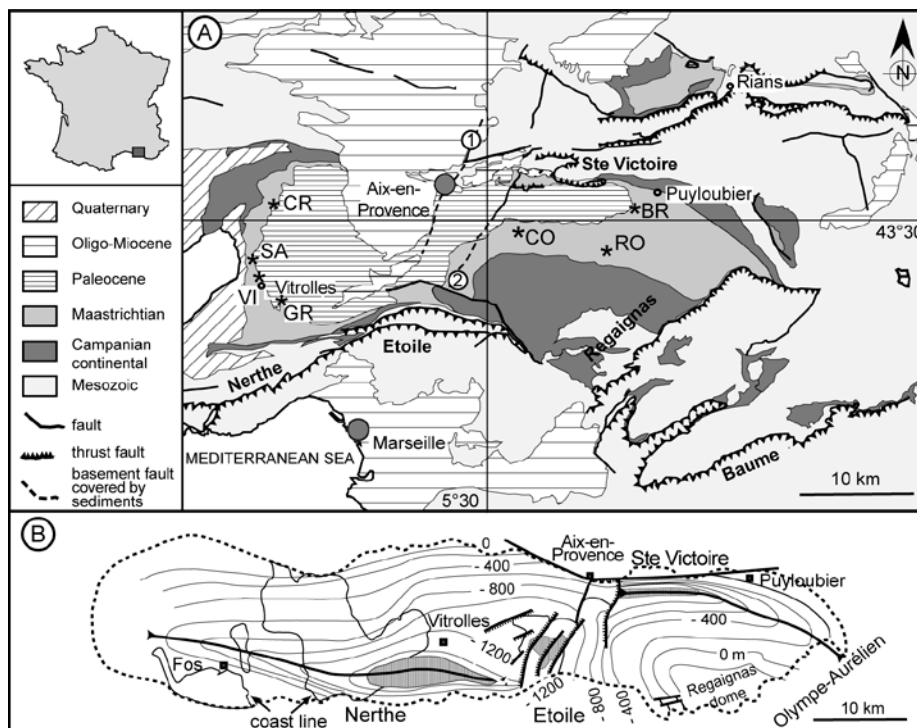 A
N
Rians
Ste Victoire
Aix-en-
Provence
Puyloubier
1
CR
BR
43°30
CO
RO
SA
2
VI
Vitrolles
GR
Regaignas
Etoile
Nerthe
Marseille
MEDITERRANEAN SEA
Baume
5°30
10 km
Quaternary
Oligo-Miocene
Paleocene
Maastrichtian
Campanian
continental
Mesozoic
fault
thrust fault
basement fault
covered by
sediments
B
0
- 400
- 800
Aix-en-
Provence
Ste Victoire
Puyloubier
- 400
Vitrolles
- 1200
0 m
Fos
- 1200
- 800
- 400
Regaignas
dome
Olympe-Aurélien
coast line
Nerthe
Etoile
10 km